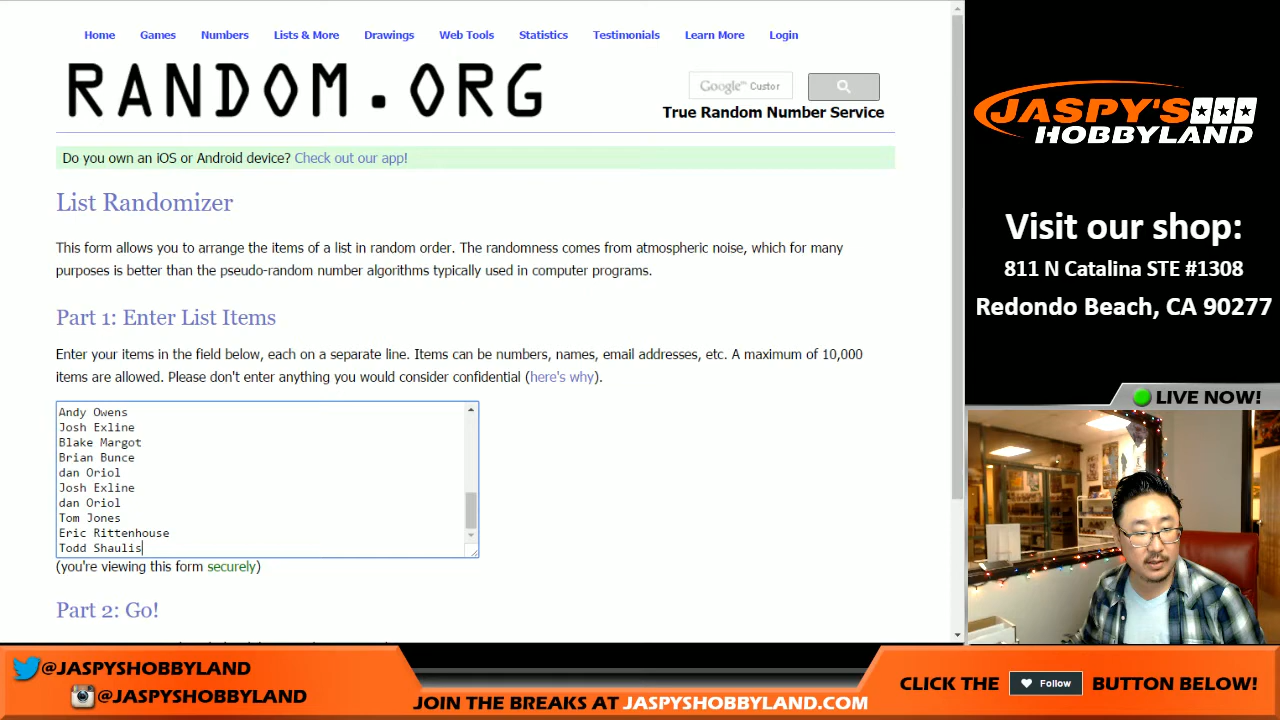 Home Games Numbers Lists & More Drawings Web Tools Statistics Testimonials Learn More Login
RANDOM.ORG
Google™ Custor
True Random Number Service
Do you own an iOS or Android device? Check out our app!
List Randomizer
This form allows you to arrange the items of a list in random order. The randomness comes from atmospheric noise, which for many
purposes is better than the pseudo-random number algorithms typically used in computer programs.
Part 1: Enter List Items
Enter your items in the field below, each on a separate line. Items can be numbers, names, email addresses, etc. A maximum of 10,000
items are allowed. Please don't enter anything you would consider confidential (here's why).
Andy Owens
Josh Exline
Blake Margot
Brian Bunce
dan Oriol
Josh Exline
dan Oriol
Tom Jones
Eric Rittenhouse
Todd Shaulis
(you're viewing this form securely)
Part 2: Go!
JASPY'S
HOBBYLAND
Visit our shop:
811 N Catalina STE #1308
Redondo Beach, CA 90277
LIVE NOW!
@JASPYSHOBBYLAND
@JASPYSHOBBYLAND
JOIN THE BREAKS AT JASPYSHOBBYLAND.COM
CLICK THE Follow BUTTON BELOW!